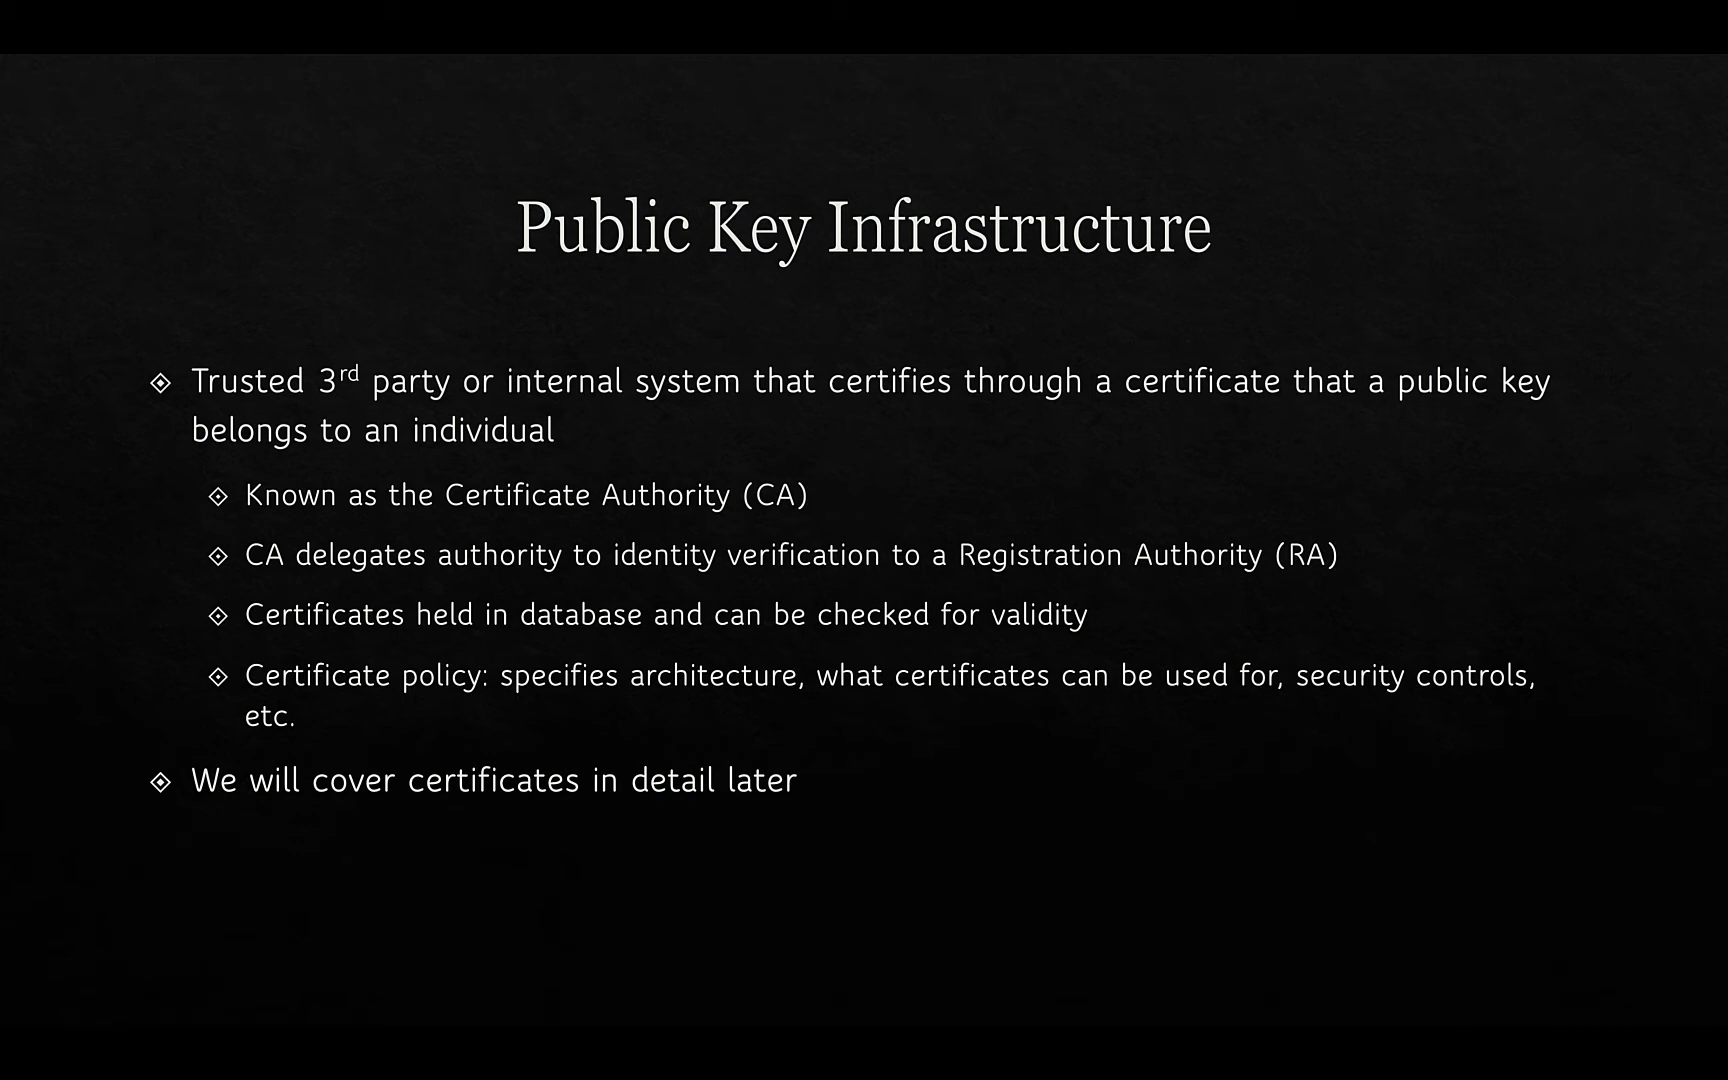 Public Key Infrastructure
Trusted 3rd party or internal system that certifies through a certificate that a public key
belongs to an individual
Known as the Certificate Authority (CA)
CA delegates authority to identity verification to a Registration Authority (RA)
Certificates held in database and can be checked for validity
Certificate policy: specifies architecture, what certificates can be used for, security controls,
etc.
We will cover certificates in detail later